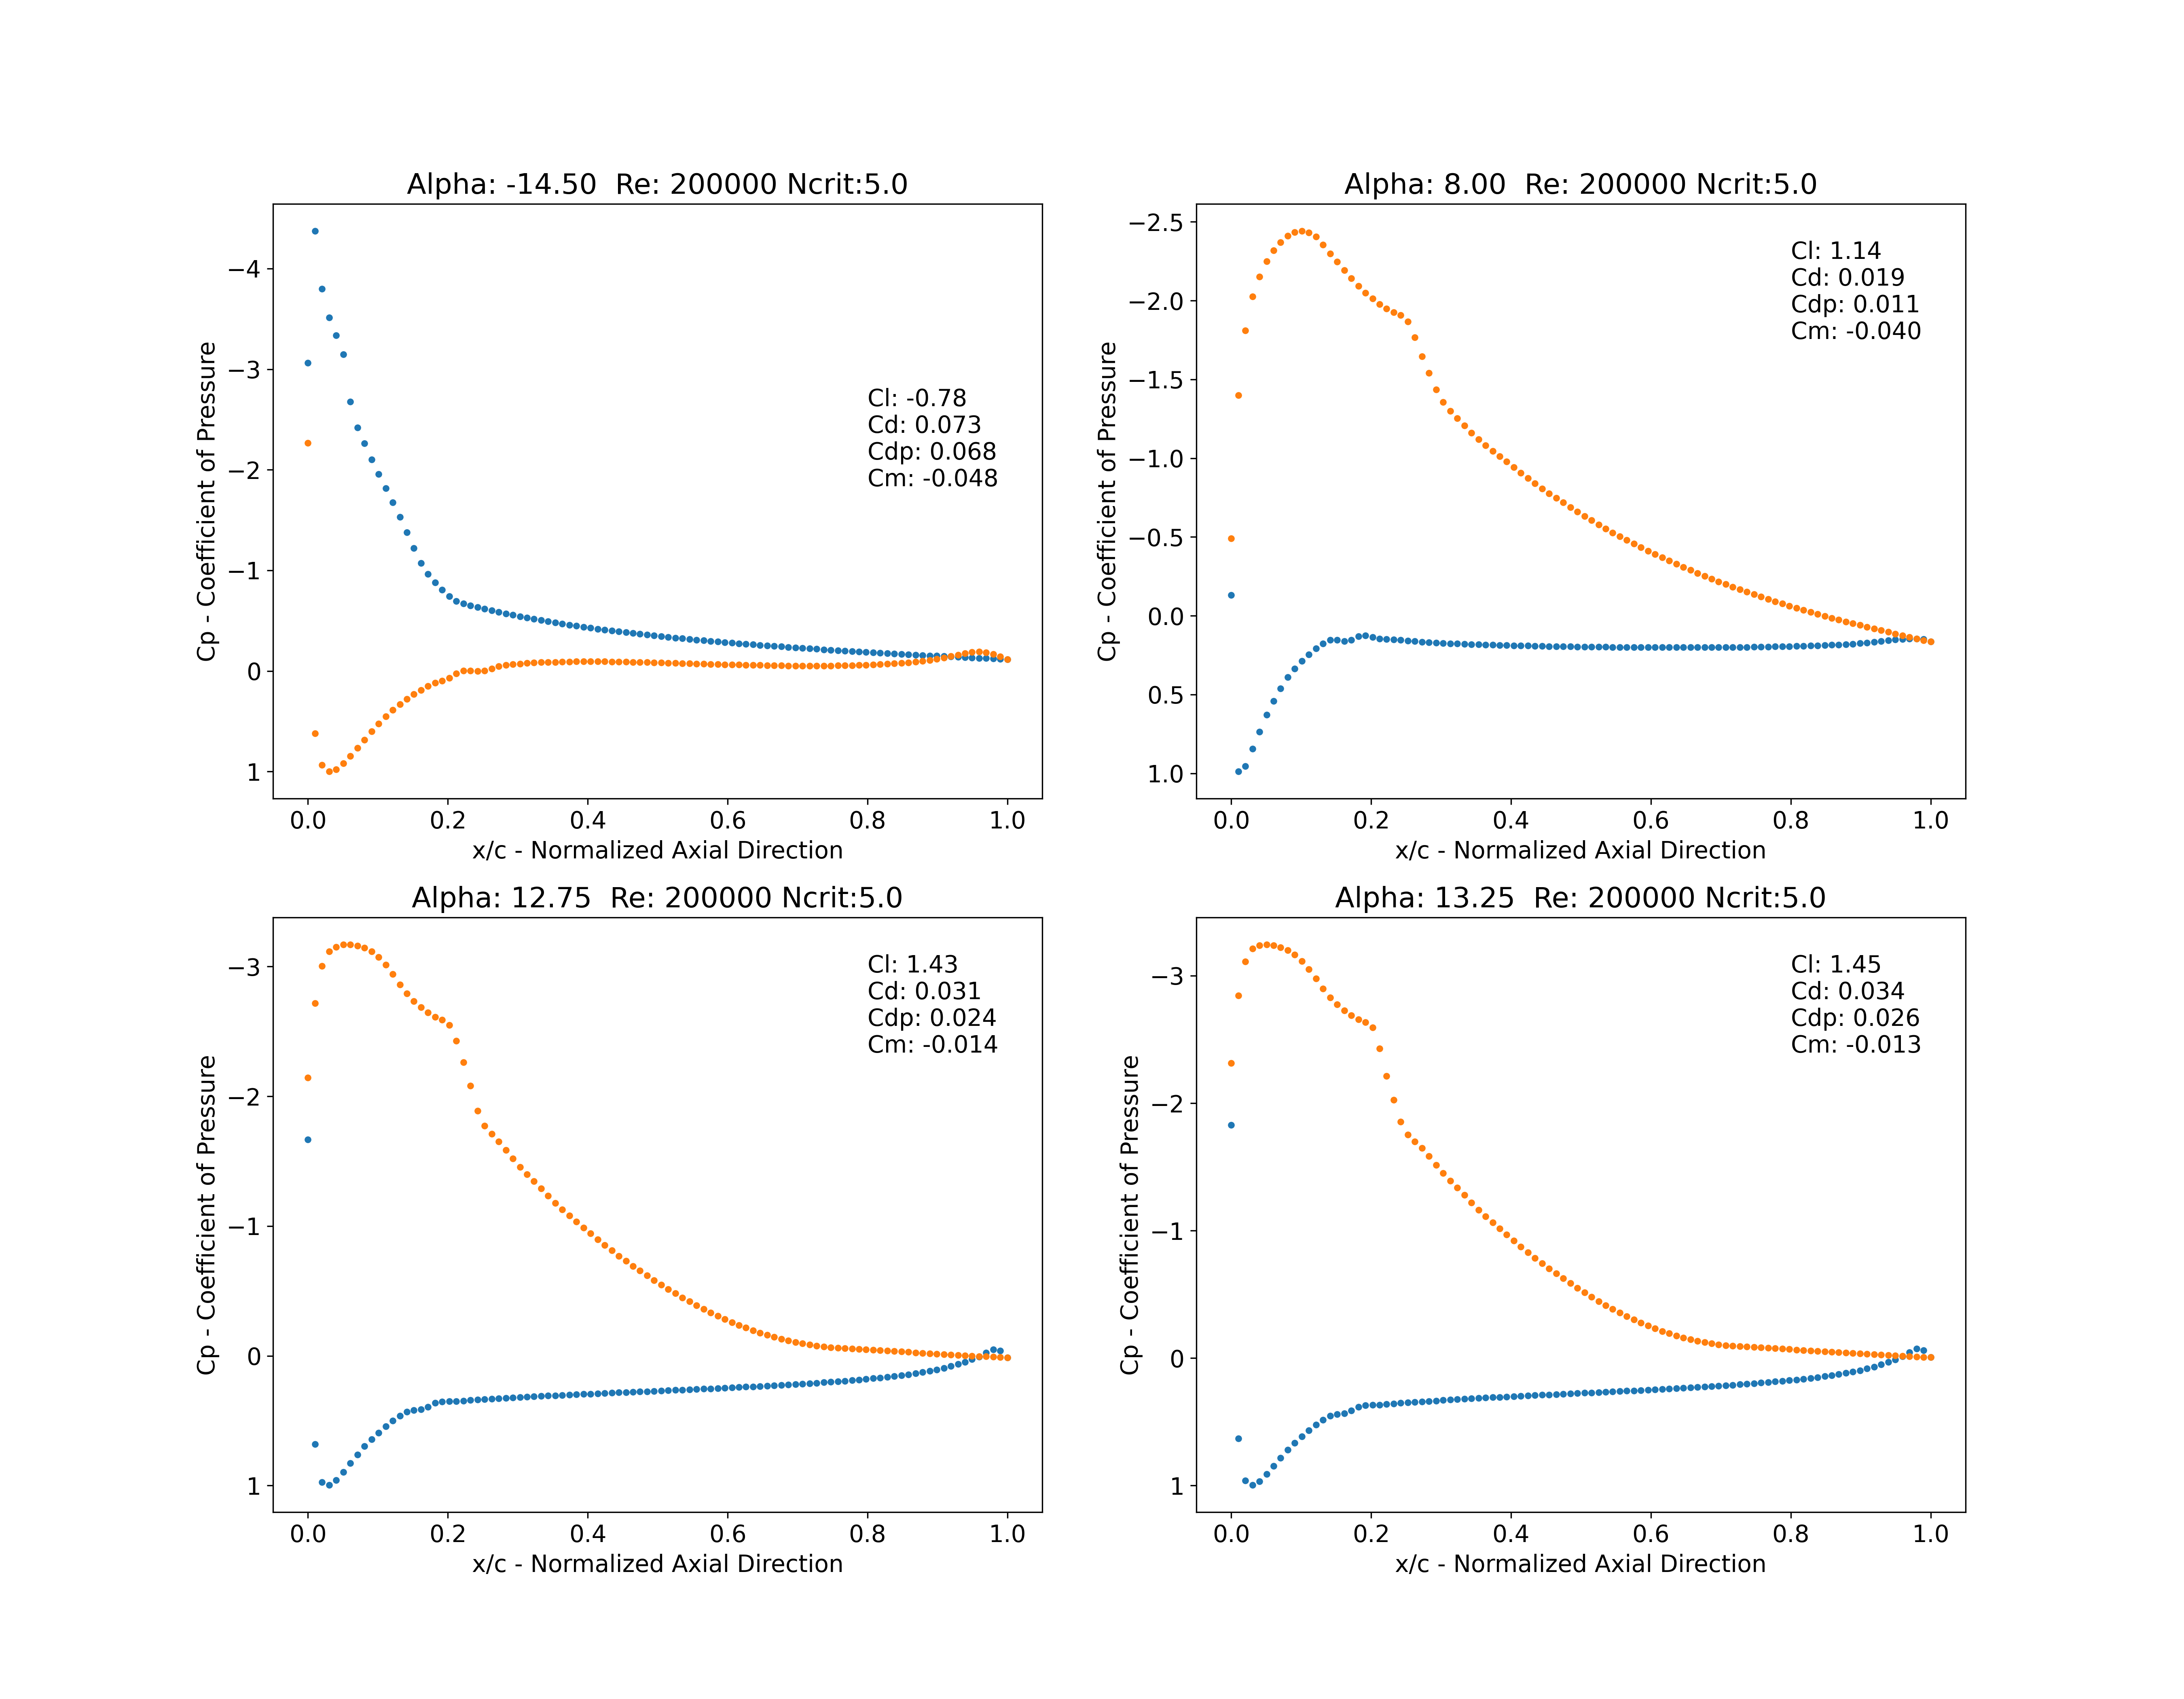 Alpha: -14.50  Re: 200000 Ncrit:5.0
Cp - Coefficient of Pressure
−4
−3
−2
−1
0
1
Cl: -0.78
Cd: 0.073
Cdp: 0.068
Cm: -0.048
0.0 0.2 0.4 0.6 0.8 1.0
x/c - Normalized Axial Direction
Alpha: 8.00  Re: 200000 Ncrit:5.0
Cp - Coefficient of Pressure
−2.5
−2.0
−1.5
−1.0
−0.5
0.0
0.5
1.0
Cl: 1.14
Cd: 0.019
Cdp: 0.011
Cm: -0.040
0.0 0.2 0.4 0.6 0.8 1.0
x/c - Normalized Axial Direction
Alpha: 12.75  Re: 200000 Ncrit:5.0
Cp - Coefficient of Pressure
−3
−2
−1
0
1
Cl: 1.43
Cd: 0.031
Cdp: 0.024
Cm: -0.014
0.0 0.2 0.4 0.6 0.8 1.0
x/c - Normalized Axial Direction
Alpha: 13.25  Re: 200000 Ncrit:5.0
Cp - Coefficient of Pressure
−3
−2
−1
0
1
Cl: 1.45
Cd: 0.034
Cdp: 0.026
Cm: -0.013
0.0 0.2 0.4 0.6 0.8 1.0
x/c - Normalized Axial Direction